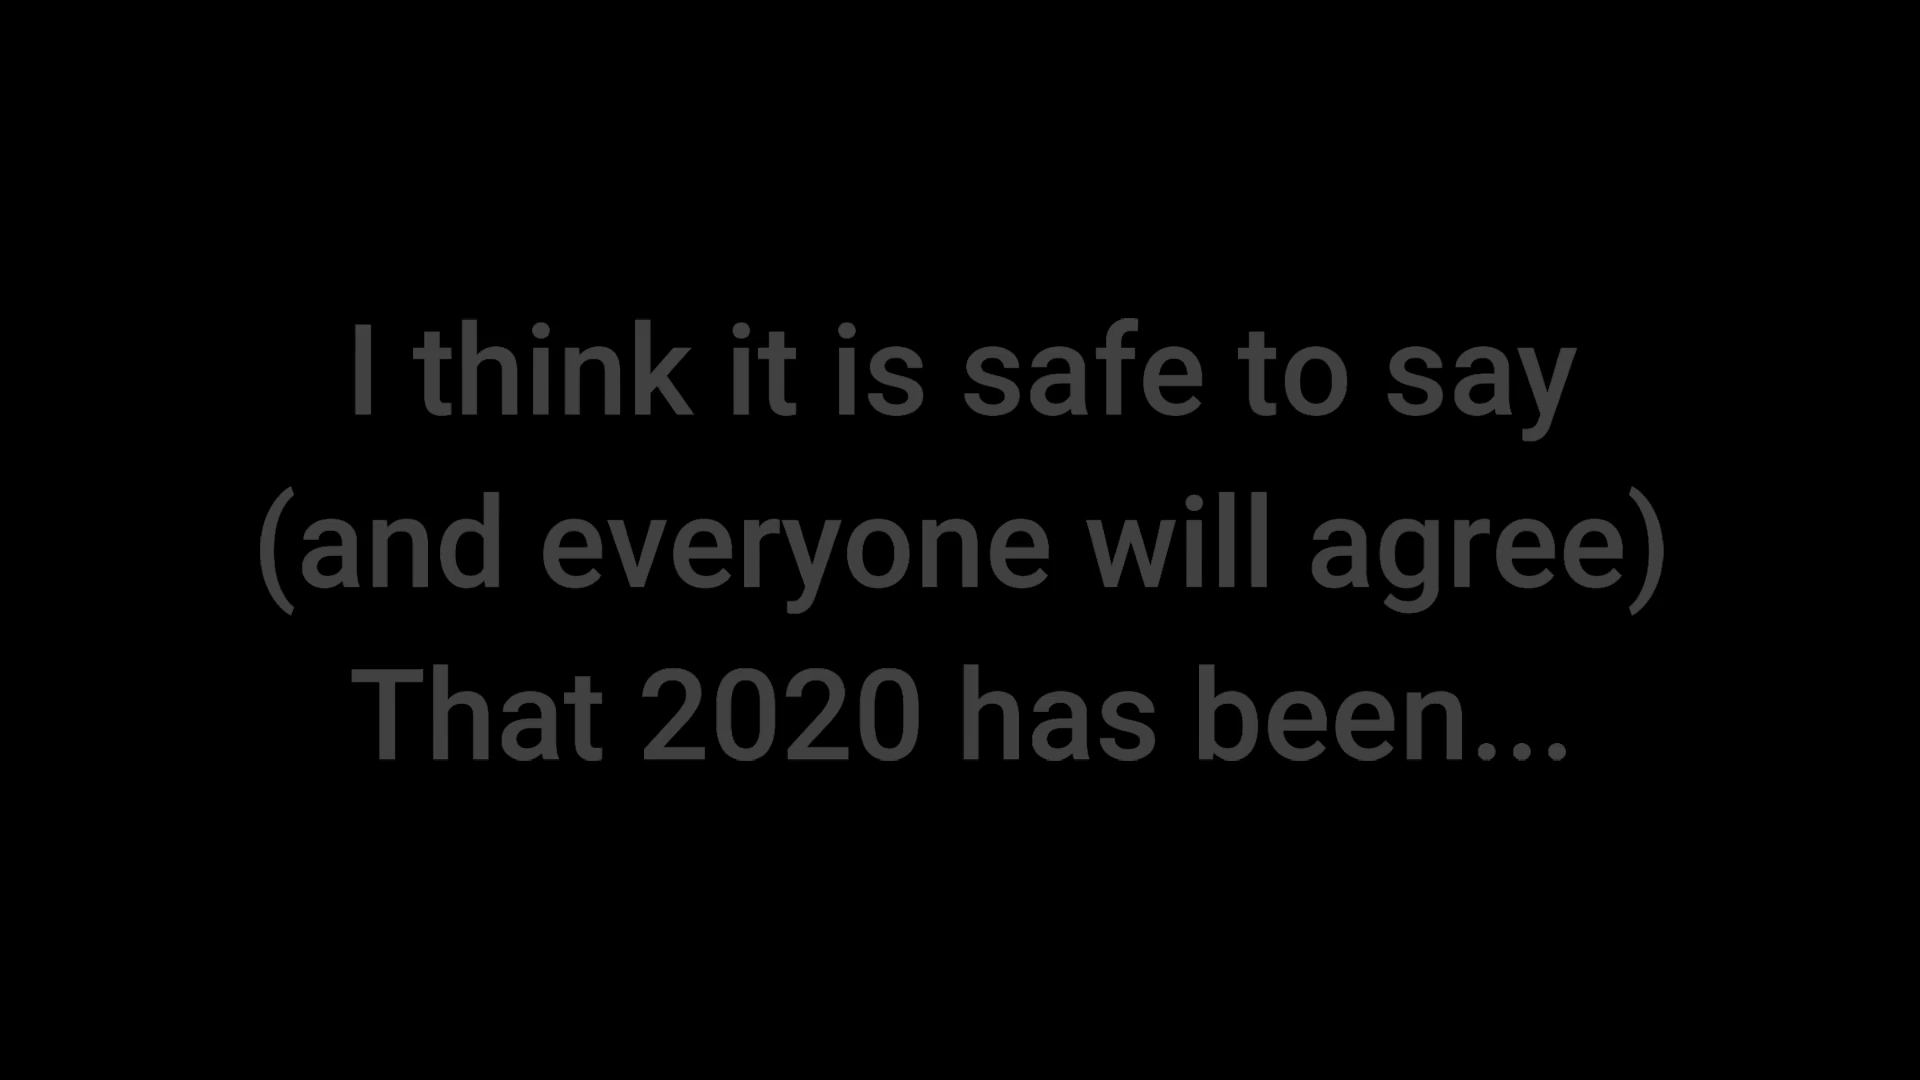 I think it is safe to say
(and everyone will agree)
That 2020 has been...